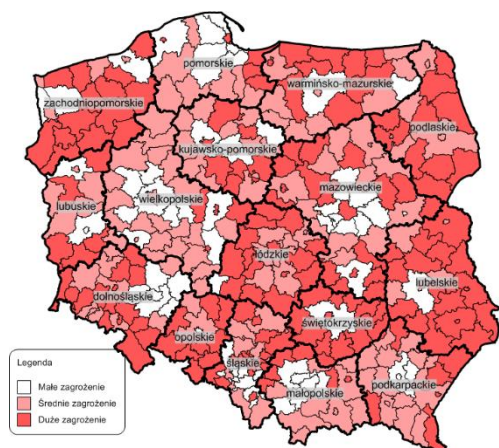 pomorskie
warmińsko-mazurskie
zachodniopomorskie
podlaskie
kujawsko-pomorskie
mazowieckie
wielkopolskie
lubuskie
łódzkie
lubelskie
dolnośląskie
świętokrzyskie
opolskie
śląskie
małopolskie
podkarpackie
Legenda
Małe zagrożenie
Średnie zagrożenie
Duże zagrożenie